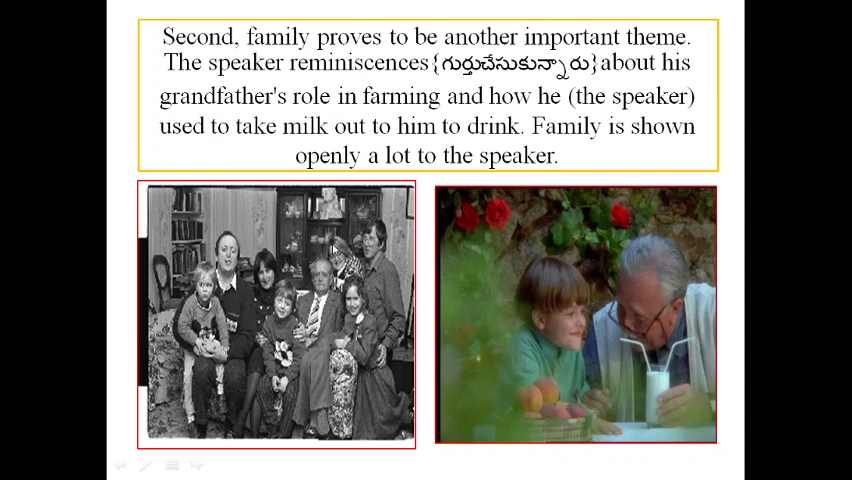 Second, family proves to be another important theme.
The speaker reminiscences{గుర్తుచేసుకున్నారు}about his
grandfather's role in farming and how he (the speaker)
used to take milk out to him to drink. Family is shown
openly a lot to the speaker.